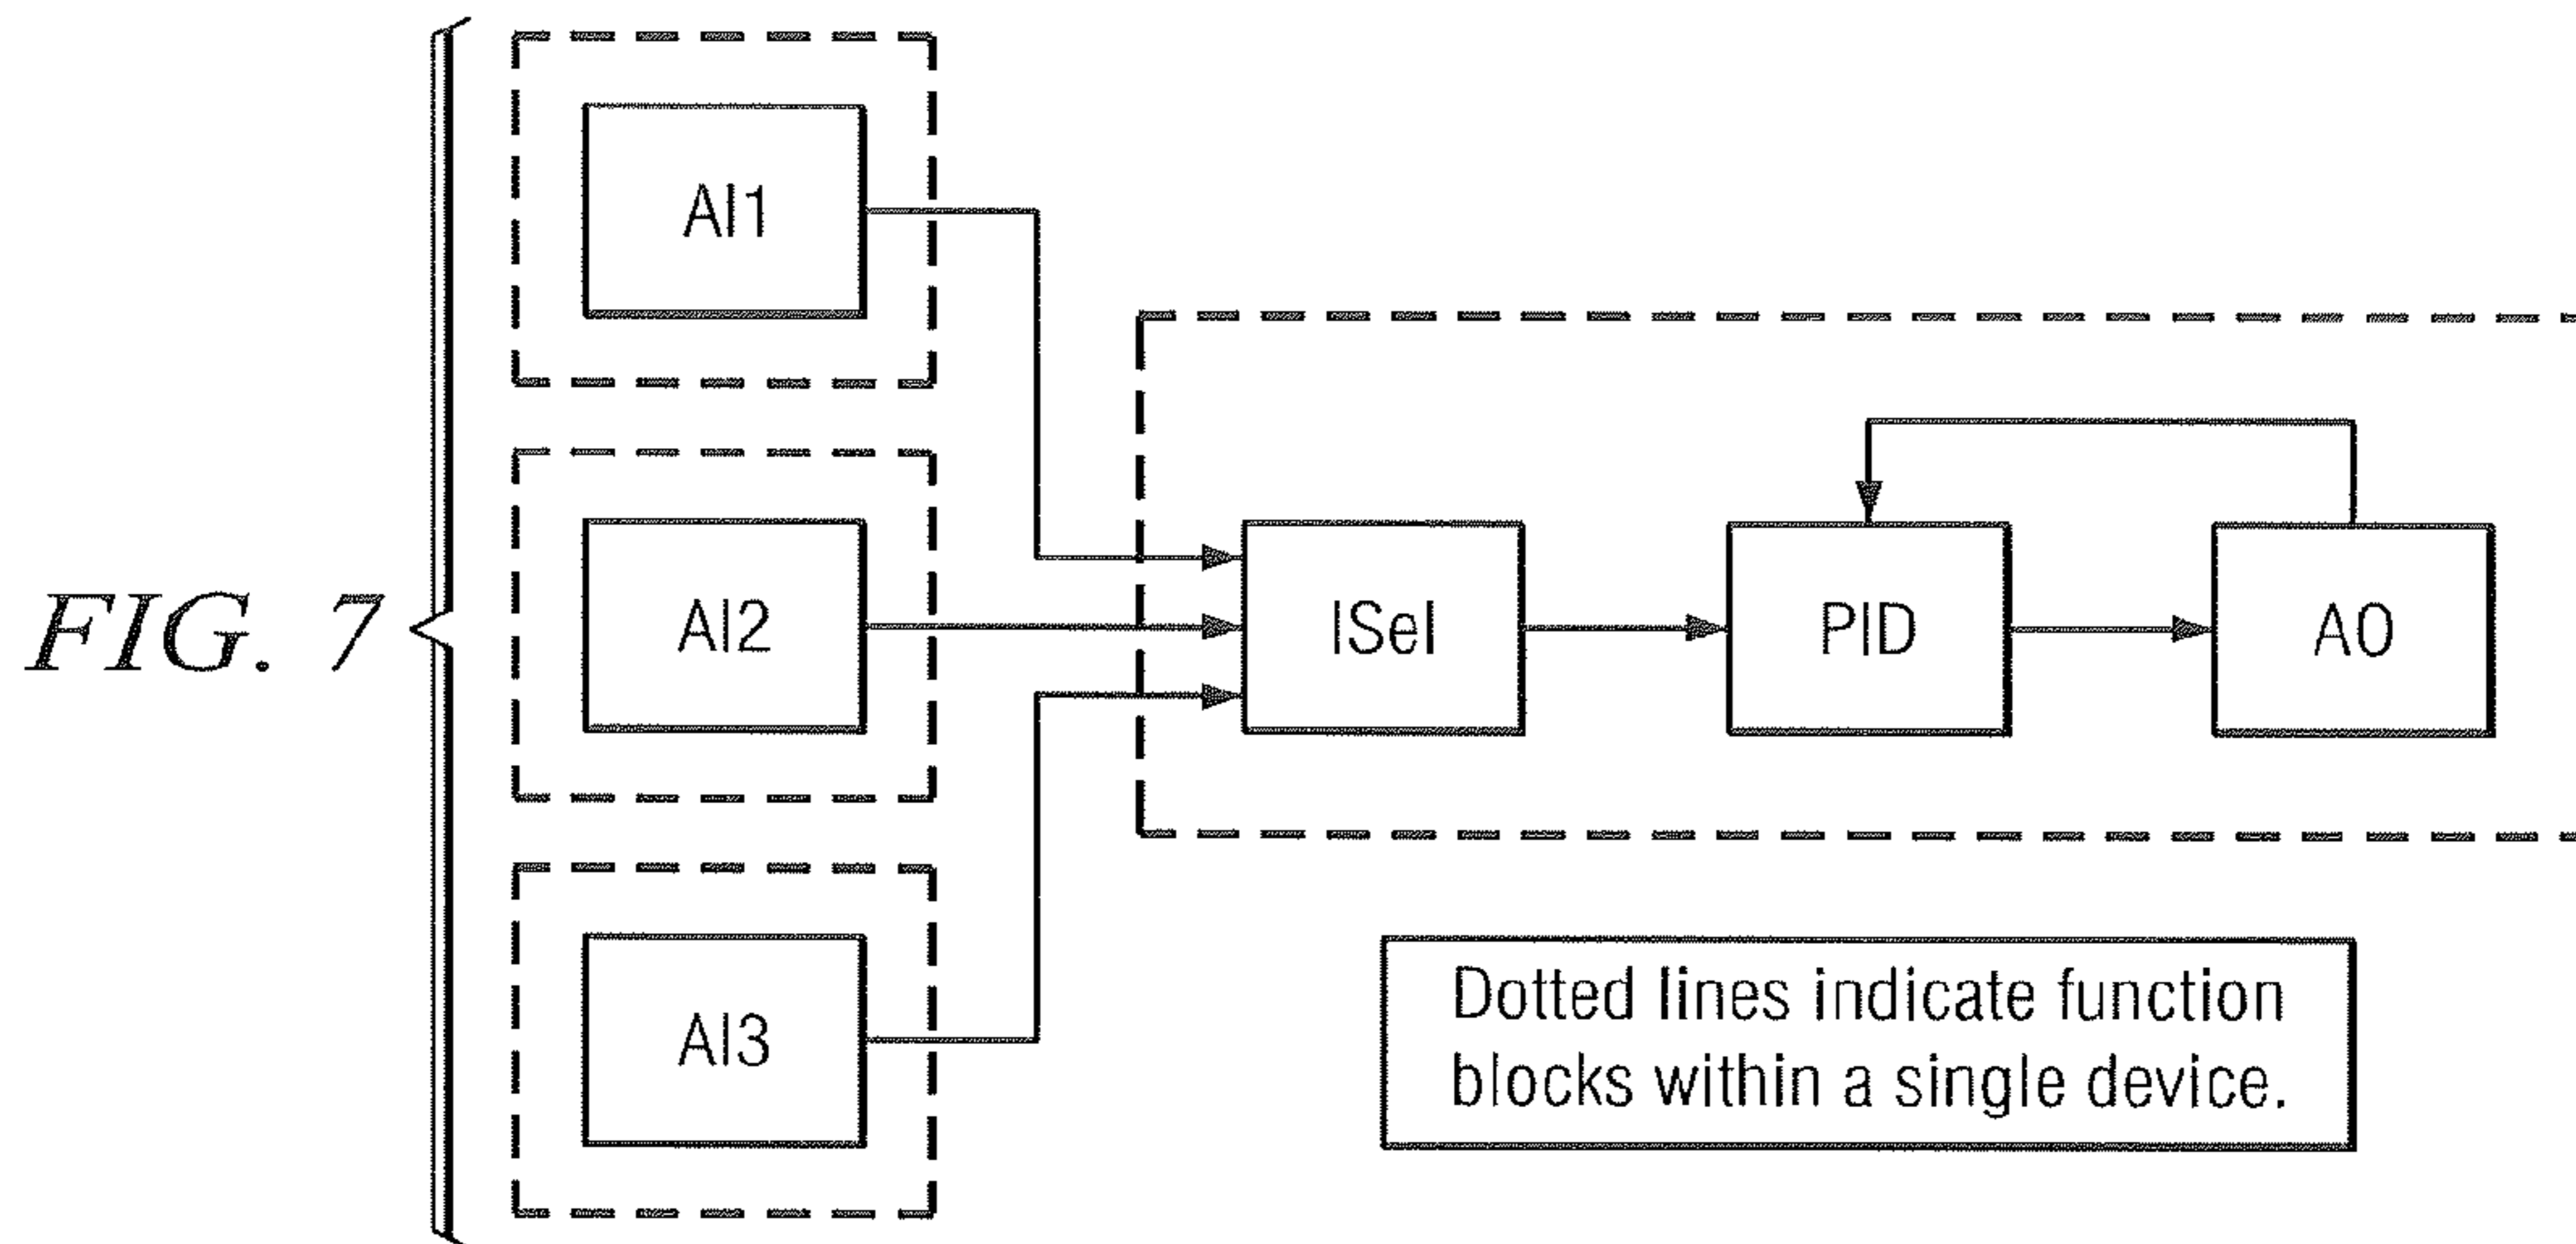 FIG. 7
AI1
AI2
AI3
ISel
PID
AO
Dotted lines indicate function
blocks within a single device.